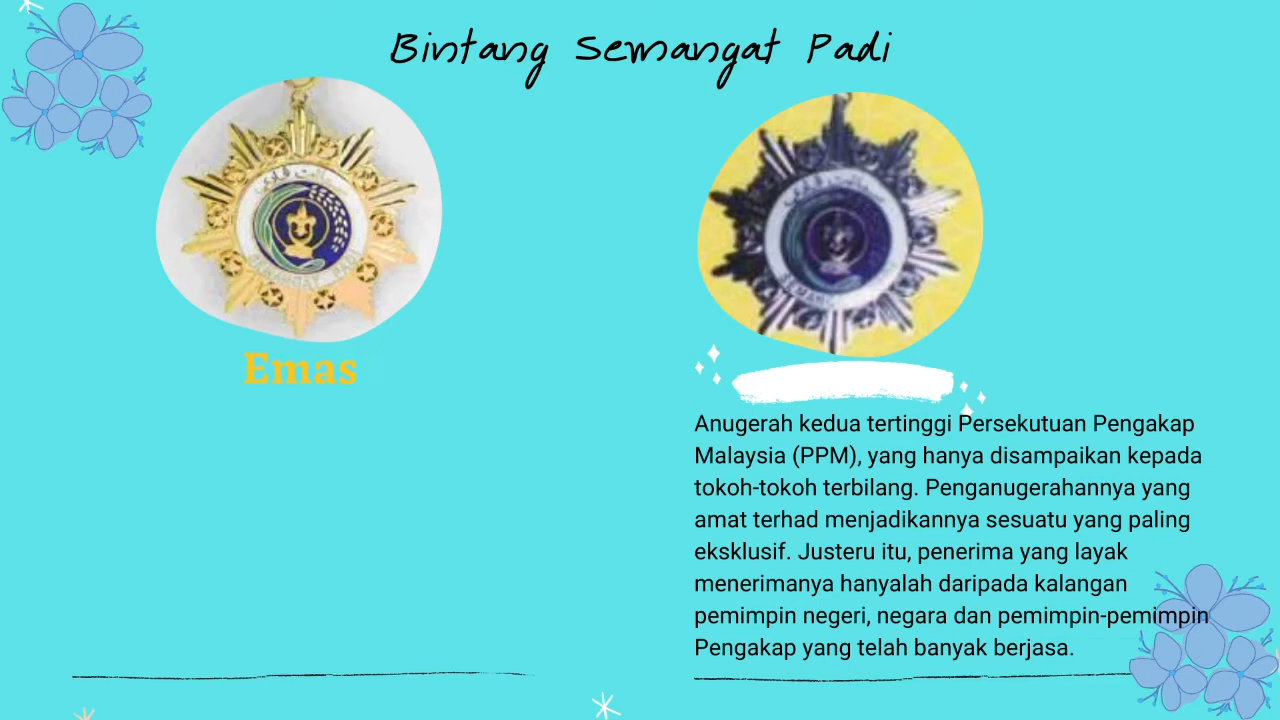 Bintang Semangat Padi
SEMANGAT PADI
Emas
Anugerah kedua tertinggi Persekutuan Pengakap
Malaysia (PPM), yang hanya disampaikan kepada
tokoh-tokoh terbilang. Penganugerahannya yang
amat terhad menjadikannya sesuatu yang paling
eksklusif. Justeru itu, penerima yang layak
menerimanya hanyalah daripada kalangan
pemimpin negeri, negara dan pemimpin-pemimpin
Pengakap yang telah banyak berjasa.